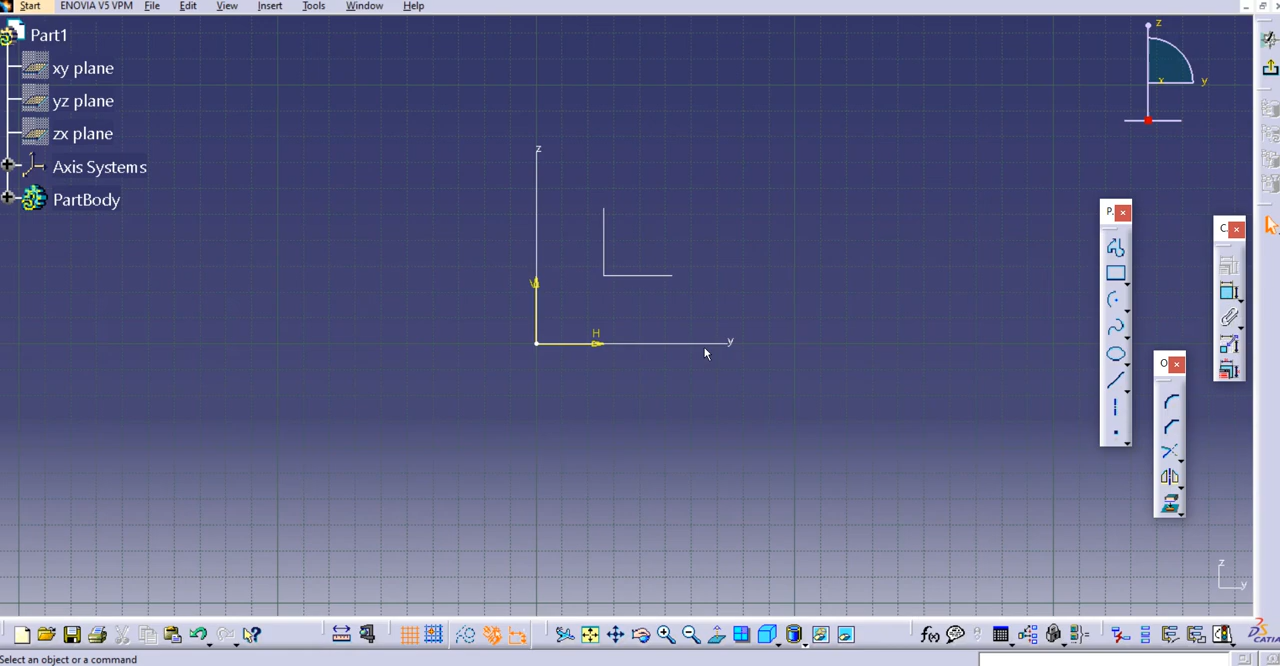 Start ENOVIA V5 VPM File Edit View Insert Tools Window Help
Part1
xy plane
yz plane
zx plane
Axis Systems
PartBody
z
x y
z
V
H
y
P.
C.
O
z
y
f(x)
CATIA
Select an object or a command